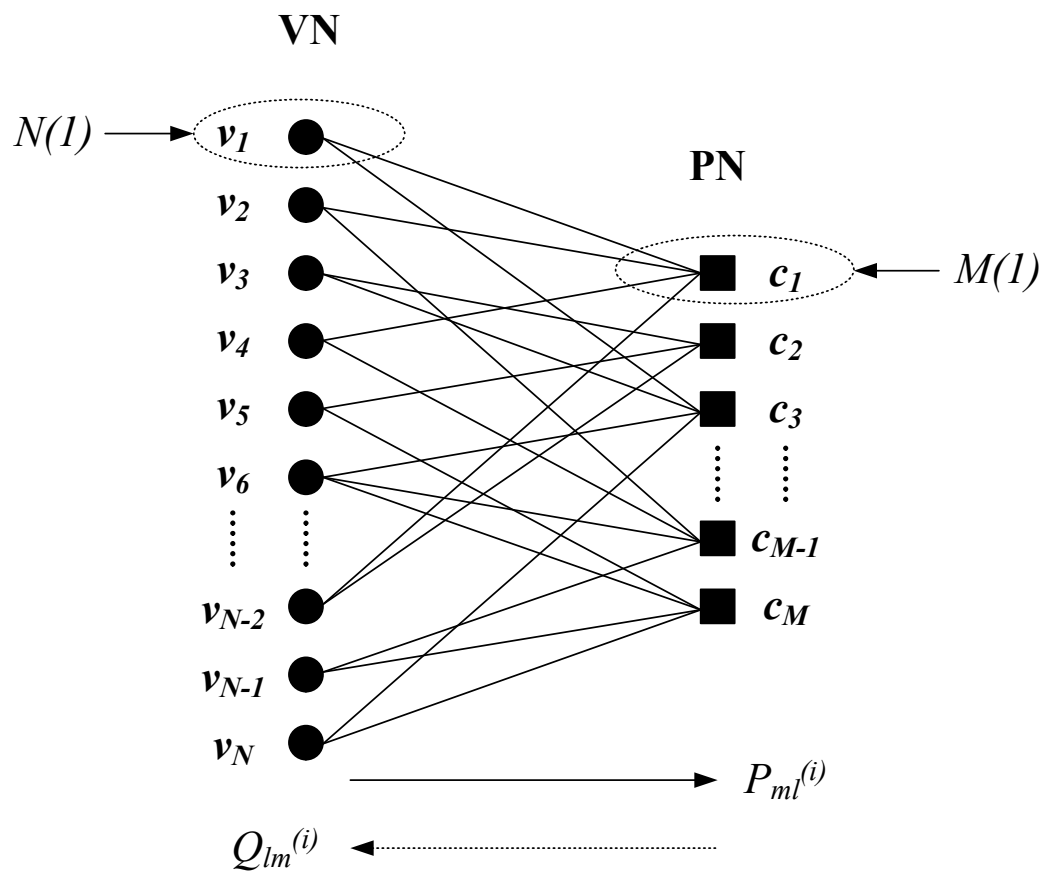 VN
N(1)
v1
v2
v3
v4
v5
v6
vN-2
vN-1
vN
PN
c1
c2
c3
cM-1
cM
M(1)
Pml(i)
Qlm(i)